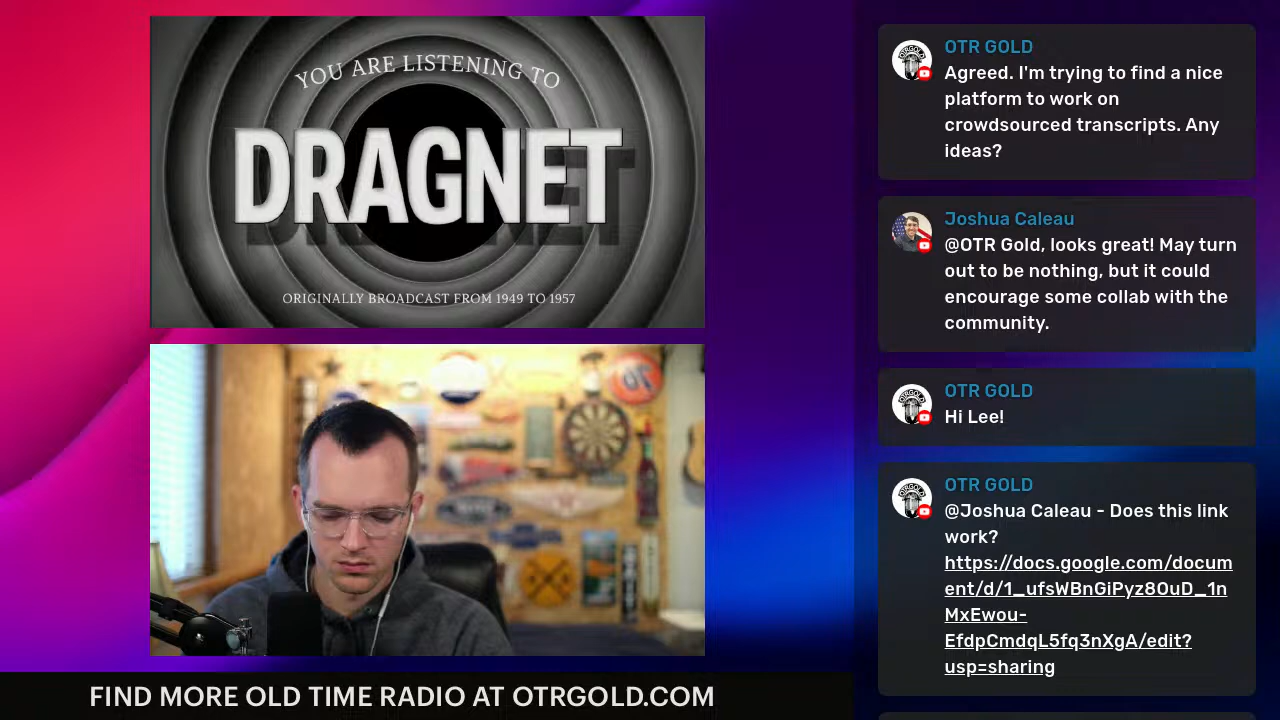 YOU ARE LISTENING TO
DRAGNET
ORIGINALLY BROADCAST FROM 1949 TO 1957
FIND MORE OLD TIME RADIO AT OTRGOLD.COM
OTR GOLD
Agreed. I'm trying to find a nice
platform to work on
crowdsourced transcripts. Any
ideas?
Joshua Caleau
@OTR Gold, looks great! May turn
out to be nothing, but it could
encourage some collab with the
community.
OTR GOLD
Hi Lee!
OTR GOLD
@Joshua Caleau - Does this link
work?
https://docs.google.com/docum
ent/d/1_ufsWBnGiPyz8OuD_1n
MxEwou-
EfdpCmdqL5fq3nXgA/edit?
usp=sharing